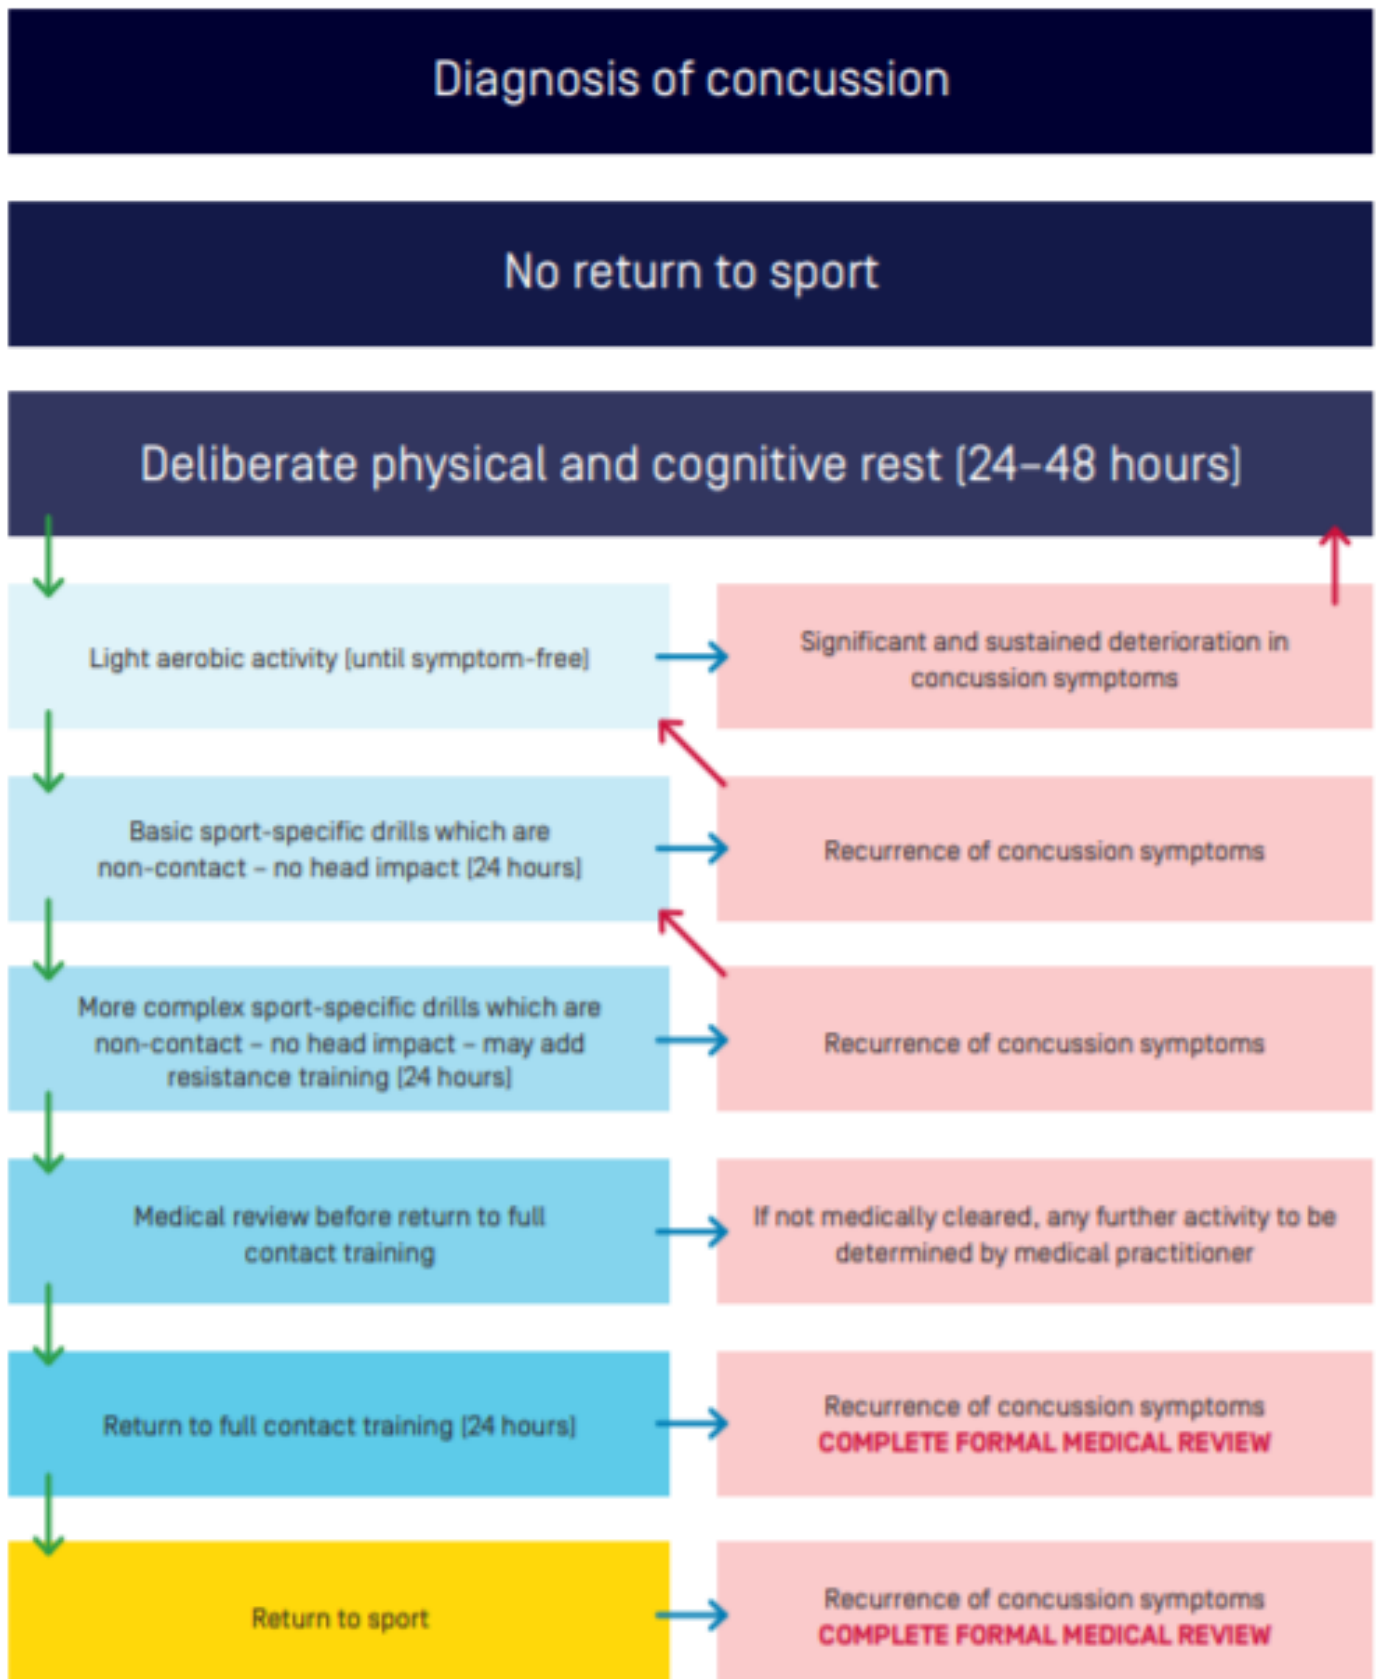 Diagnosis of concussion
No return to sport
Deliberate physical and cognitive rest (24–48 hours)
Light aerobic activity (until symptom-free)
Significant and sustained deterioration in
concussion symptoms
Basic sport-specific drills which are
non-contact – no head impact (24 hours)
Recurrence of concussion symptoms
More complex sport-specific drills which are
non-contact – no head impact – may add
resistance training (24 hours)
Recurrence of concussion symptoms
Medical review before return to full
contact training
If not medically cleared, any further activity to be
determined by medical practitioner
Return to full contact training (24 hours)
Recurrence of concussion symptoms
COMPLETE FORMAL MEDICAL REVIEW
Return to sport
Recurrence of concussion symptoms
COMPLETE FORMAL MEDICAL REVIEW